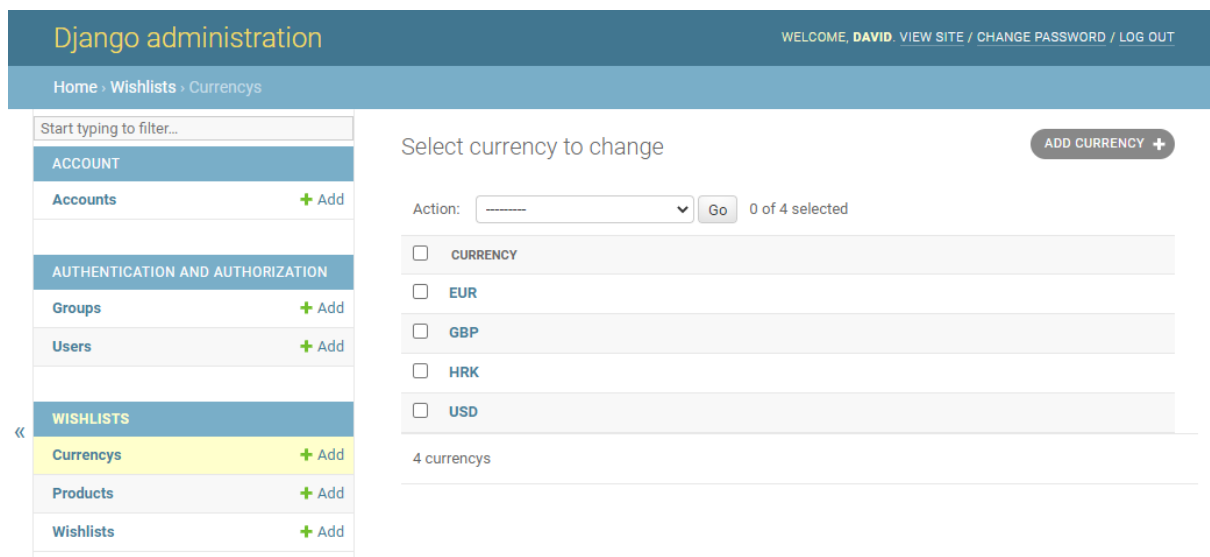 Django administration
WELCOME, DAVID. VIEW SITE / CHANGE PASSWORD / LOG OUT
Home › Wishlists › Currencys
Start typing to filter...
ACCOUNT
Accounts + Add
AUTHENTICATION AND AUTHORIZATION
Groups + Add
Users + Add
WISHLISTS
«
Currencys + Add
Products + Add
Wishlists + Add
Select currency to change
ADD CURRENCY +
Action: --------- Go 0 of 4 selected
CURRENCY
EUR
GBP
HRK
USD
4 currencys